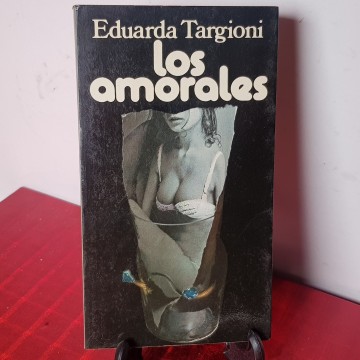 Eduarda Targioni
los
amorales